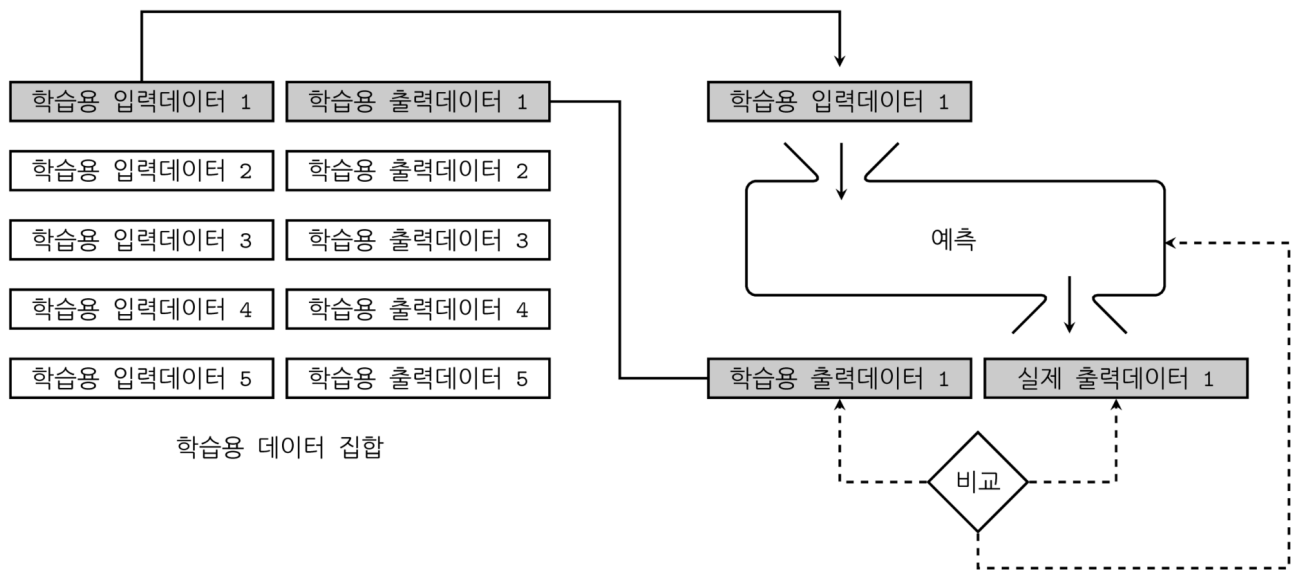 학습용 입력데이터 1
학습용 출력데이터 1
학습용 입력데이터 2
학습용 출력데이터 2
학습용 입력데이터 3
학습용 출력데이터 3
학습용 입력데이터 4
학습용 출력데이터 4
학습용 입력데이터 5
학습용 출력데이터 5
학습용 데이터 집합
학습용 입력데이터 1
예측
학습용 출력데이터 1
실제 출력데이터 1
비교